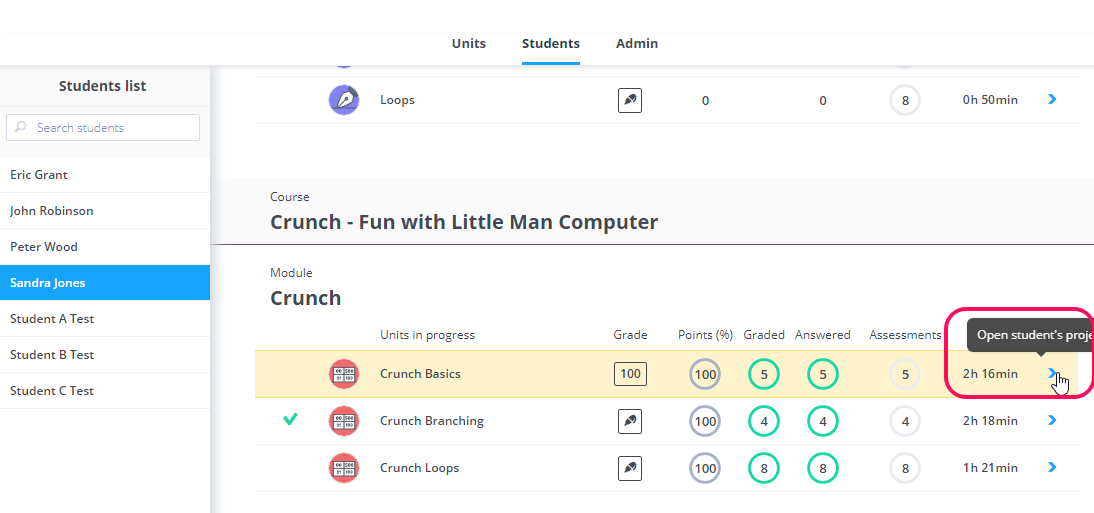 Units Students Admin
Students list
Search students
Eric Grant
John Robinson
Peter Wood
Sandra Jones
Student A Test
Student B Test
Student C Test
Loops 0 0 8 0h 50min
Course
Crunch - Fun with Little Man Computer
Module
Crunch
Units in progress Grade Points (%) Graded Answered Assessments
Open student's proje
Crunch Basics 100 100 5 5 5 2h 16min
Crunch Branching 100 4 4 4 2h 18min
Crunch Loops 100 8 8 8 1h 21min